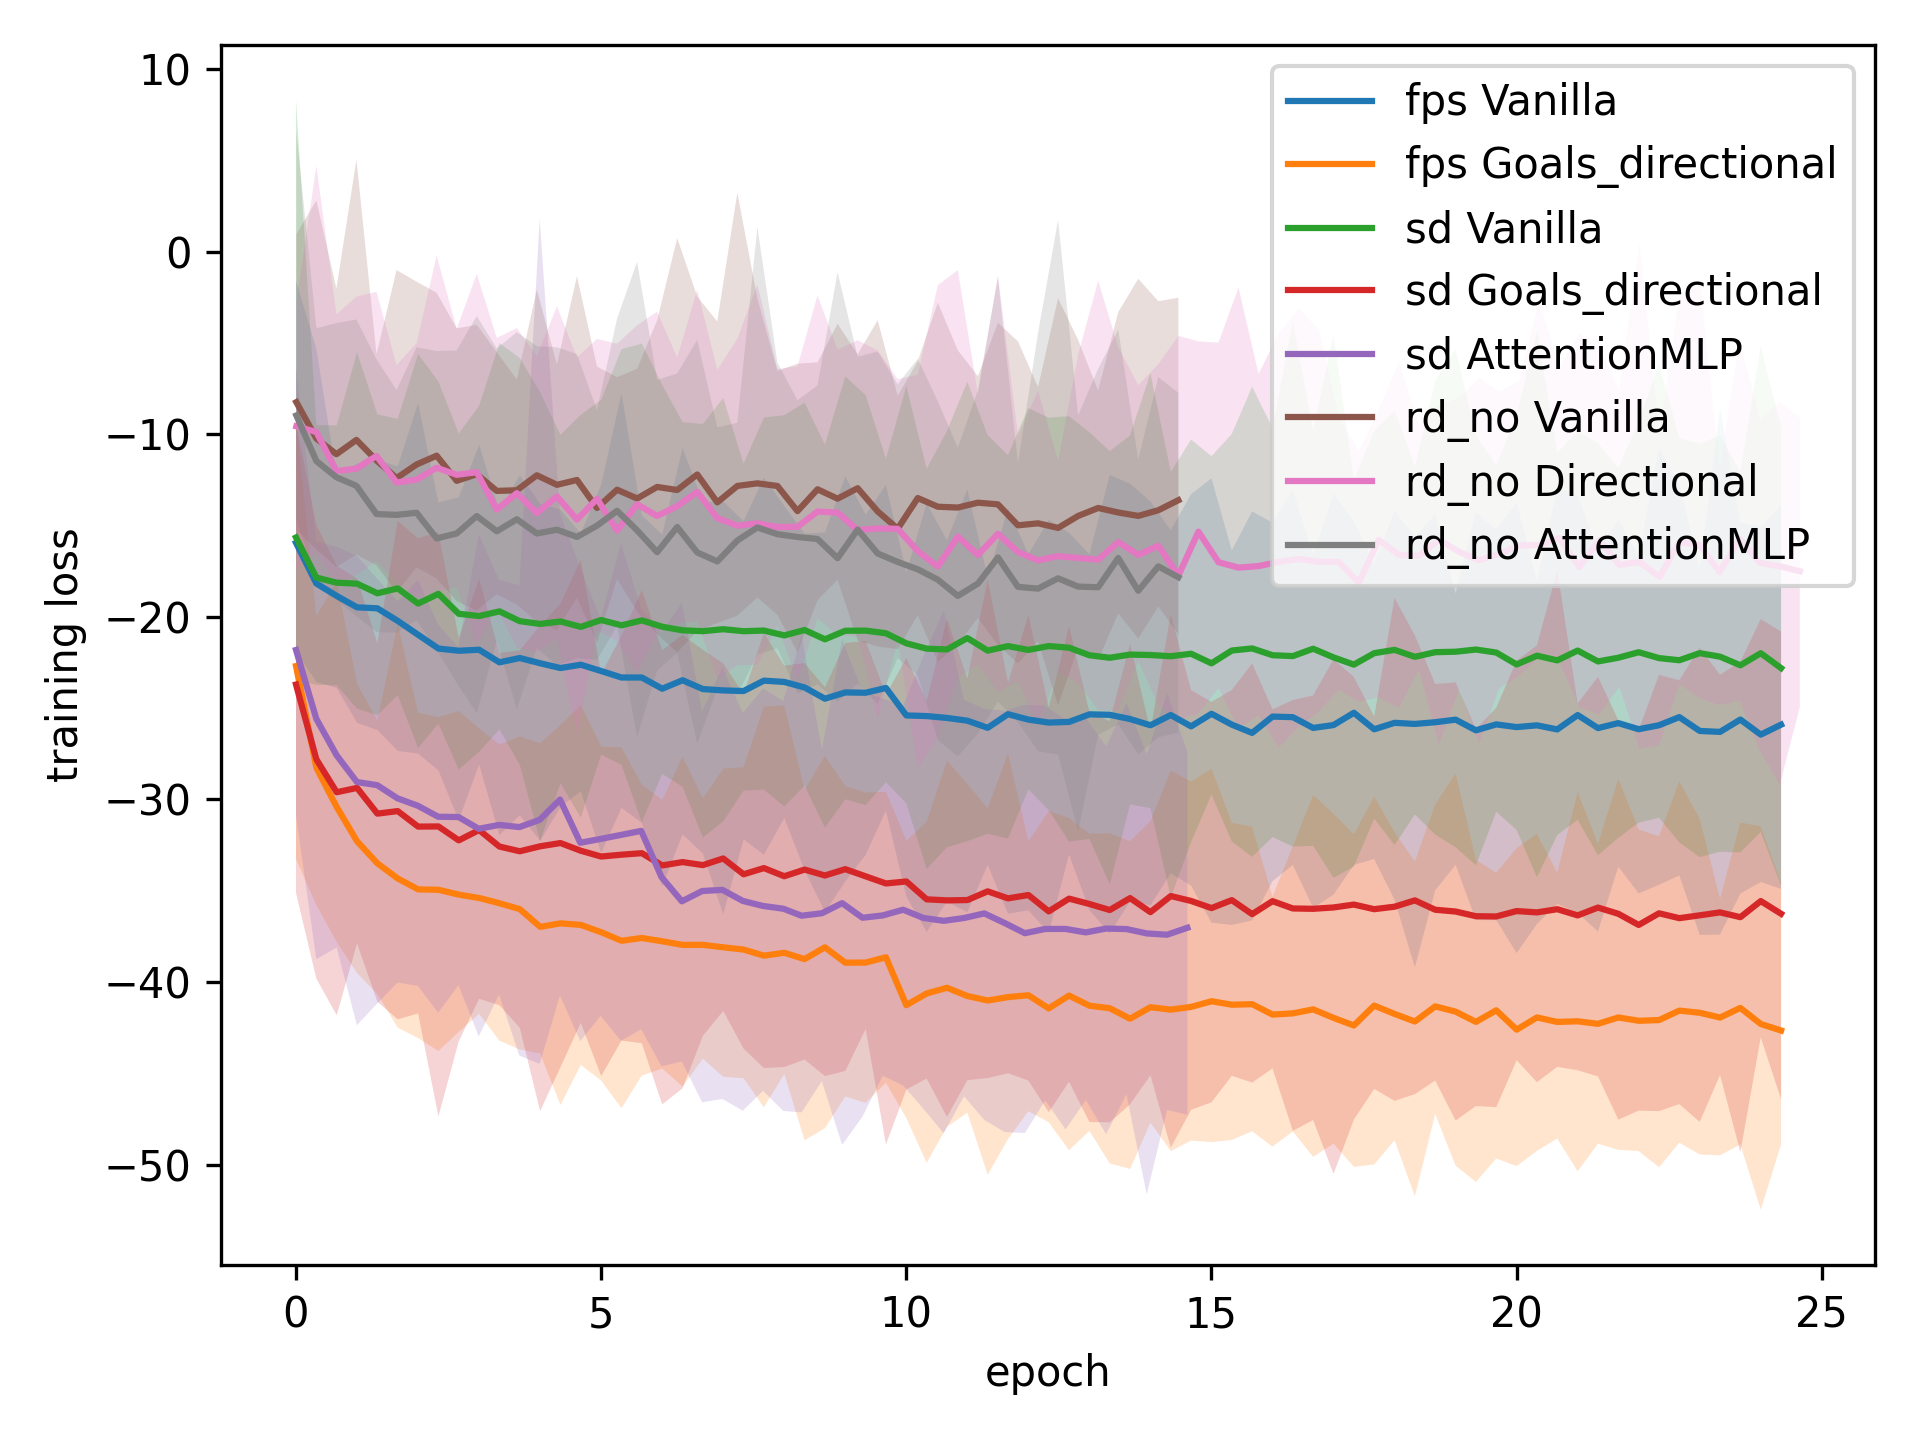 10
0
−10
−20
−30
−40
−50
training loss
fps Vanilla
fps Goals_directional
sd Vanilla
sd Goals_directional
sd AttentionMLP
rd_no Vanilla
rd_no Directional
rd_no AttentionMLP
0 5 10 15 20 25
epoch